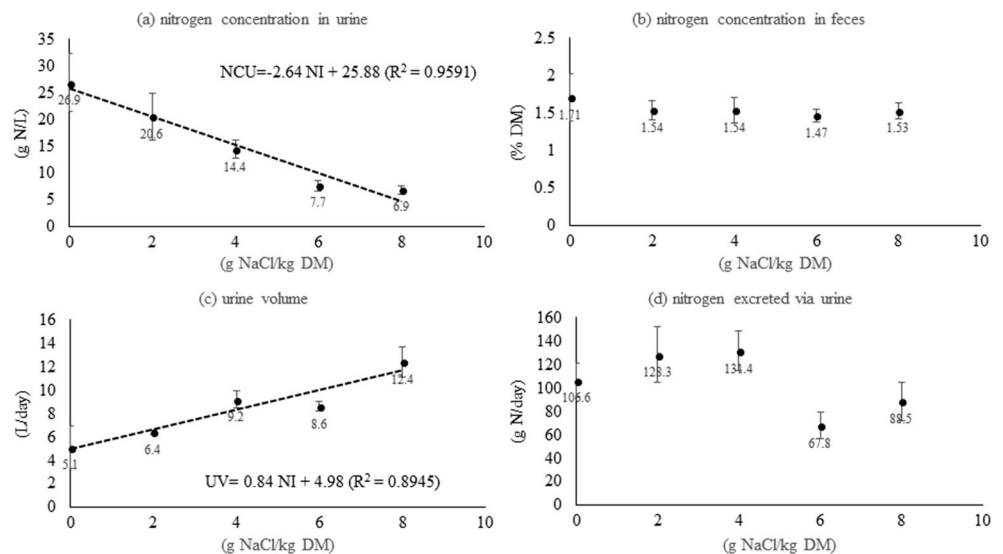 (a) nitrogen concentration in urine
35
30
25
20
15
10
5
0
(g N/L)
NCU=-2.64 NI + 25.88 (R² = 0.9591)
26.9
20.6
14.4
7.7
6.9
0 2 4 6 8 10
(g NaCl/kg DM)
(b) nitrogen concentration in feces
2.5
2
1.5
1
0.5
0
(% DM)
1.71
1.54
1.54
1.47
1.53
0 2 4 6 8 10
(g NaCl/kg DM)
(c) urine volume
16
14
12
10
8
6
4
2
0
(L/day)
5.1
6.4
9.2
8.6
12.4
UV= 0.84 NI + 4.98 (R² = 0.8945)
0 2 4 6 8 10
(g NaCl/kg DM)
(d) nitrogen excreted via urine
160
140
120
100
80
60
40
20
0
(g N/day)
105.6
128.3
131.4
67.8
88.5
0 2 4 6 8 10
(g NaCl/kg DM)